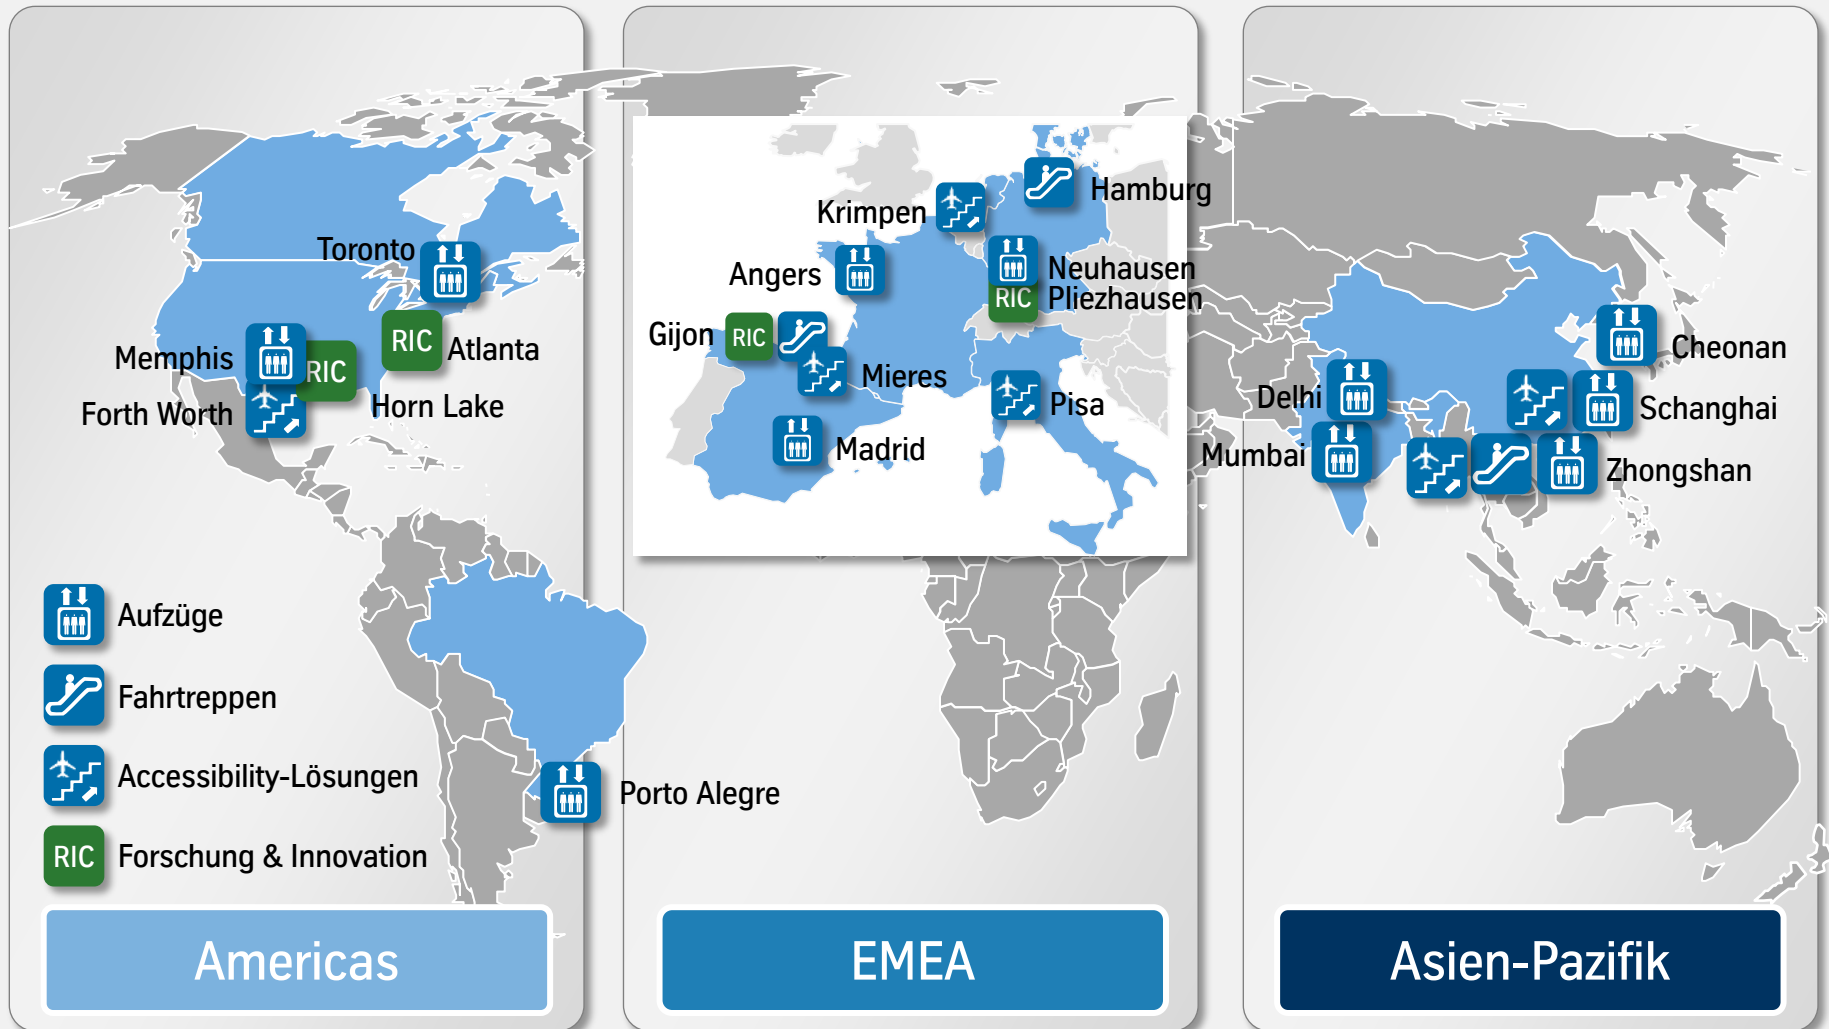 Toronto
RIC
Atlanta
Memphis
RIC
Forth Worth
Horn Lake
Aufzüge
Fahrtreppen
Accessibility-Lösungen
RIC
Forschung & Innovation
Porto Alegre
Americas
Krimpen
Hamburg
Angers
Neuhausen
RIC
Pliezhausen
Gijon
RIC
Mieres
Pisa
Madrid
EMEA
Cheonan
Delhi
Schanghai
Mumbai
Zhongshan
Asien-Pazifik